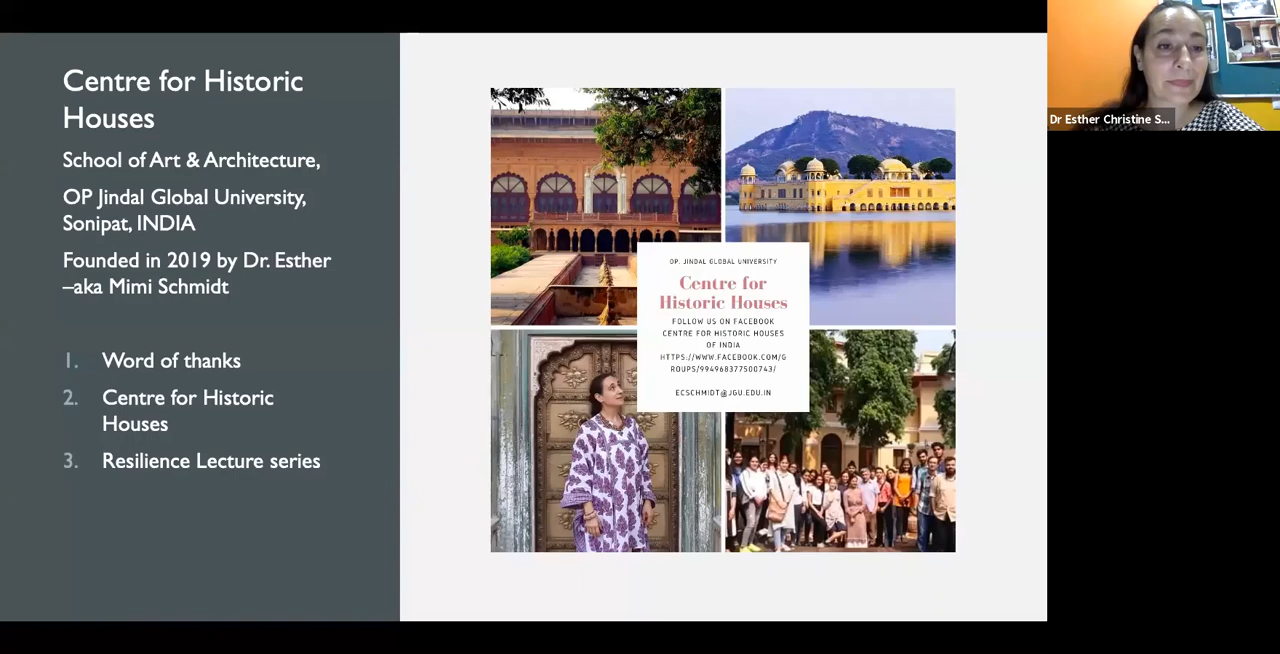 Centre for Historic
Houses
School of Art & Architecture,
OP Jindal Global University,
Sonipat, INDIA
Founded in 2019 by Dr. Esther
–aka Mimi Schmidt
1. Word of thanks
2. Centre for Historic
Houses
3. Resilience Lecture series
OP. JINDAL GLOBAL UNIVERSITY
Centre for
Historic Houses
FOLLOW US ON FACEBOOK
CENTRE FOR HISTORIC HOUSES
OF INDIA
HTTPS://WWW.FACEBOOK.COM/G
ROUPS/994968377500743/
ECSCHMIDT@JGU.EDU.IN
Dr Esther Christine S...